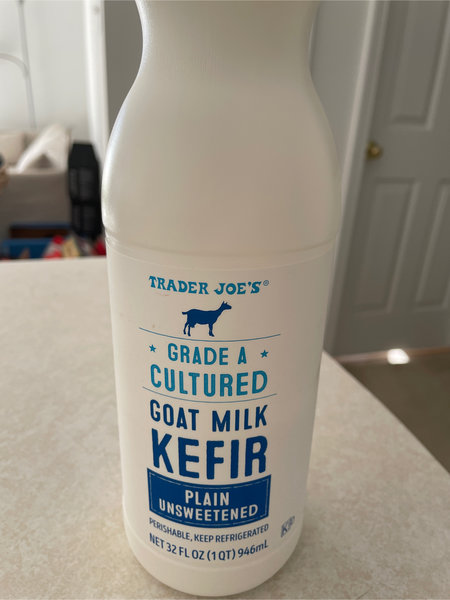 TRADER JOE'S®
★ GRADE A ★
CULTURED
GOAT MILK
KEFIR
PLAIN
UNSWEETENED
PERISHABLE, KEEP REFRIGERATED
NET 32 FL OZ (1 QT) 946mL